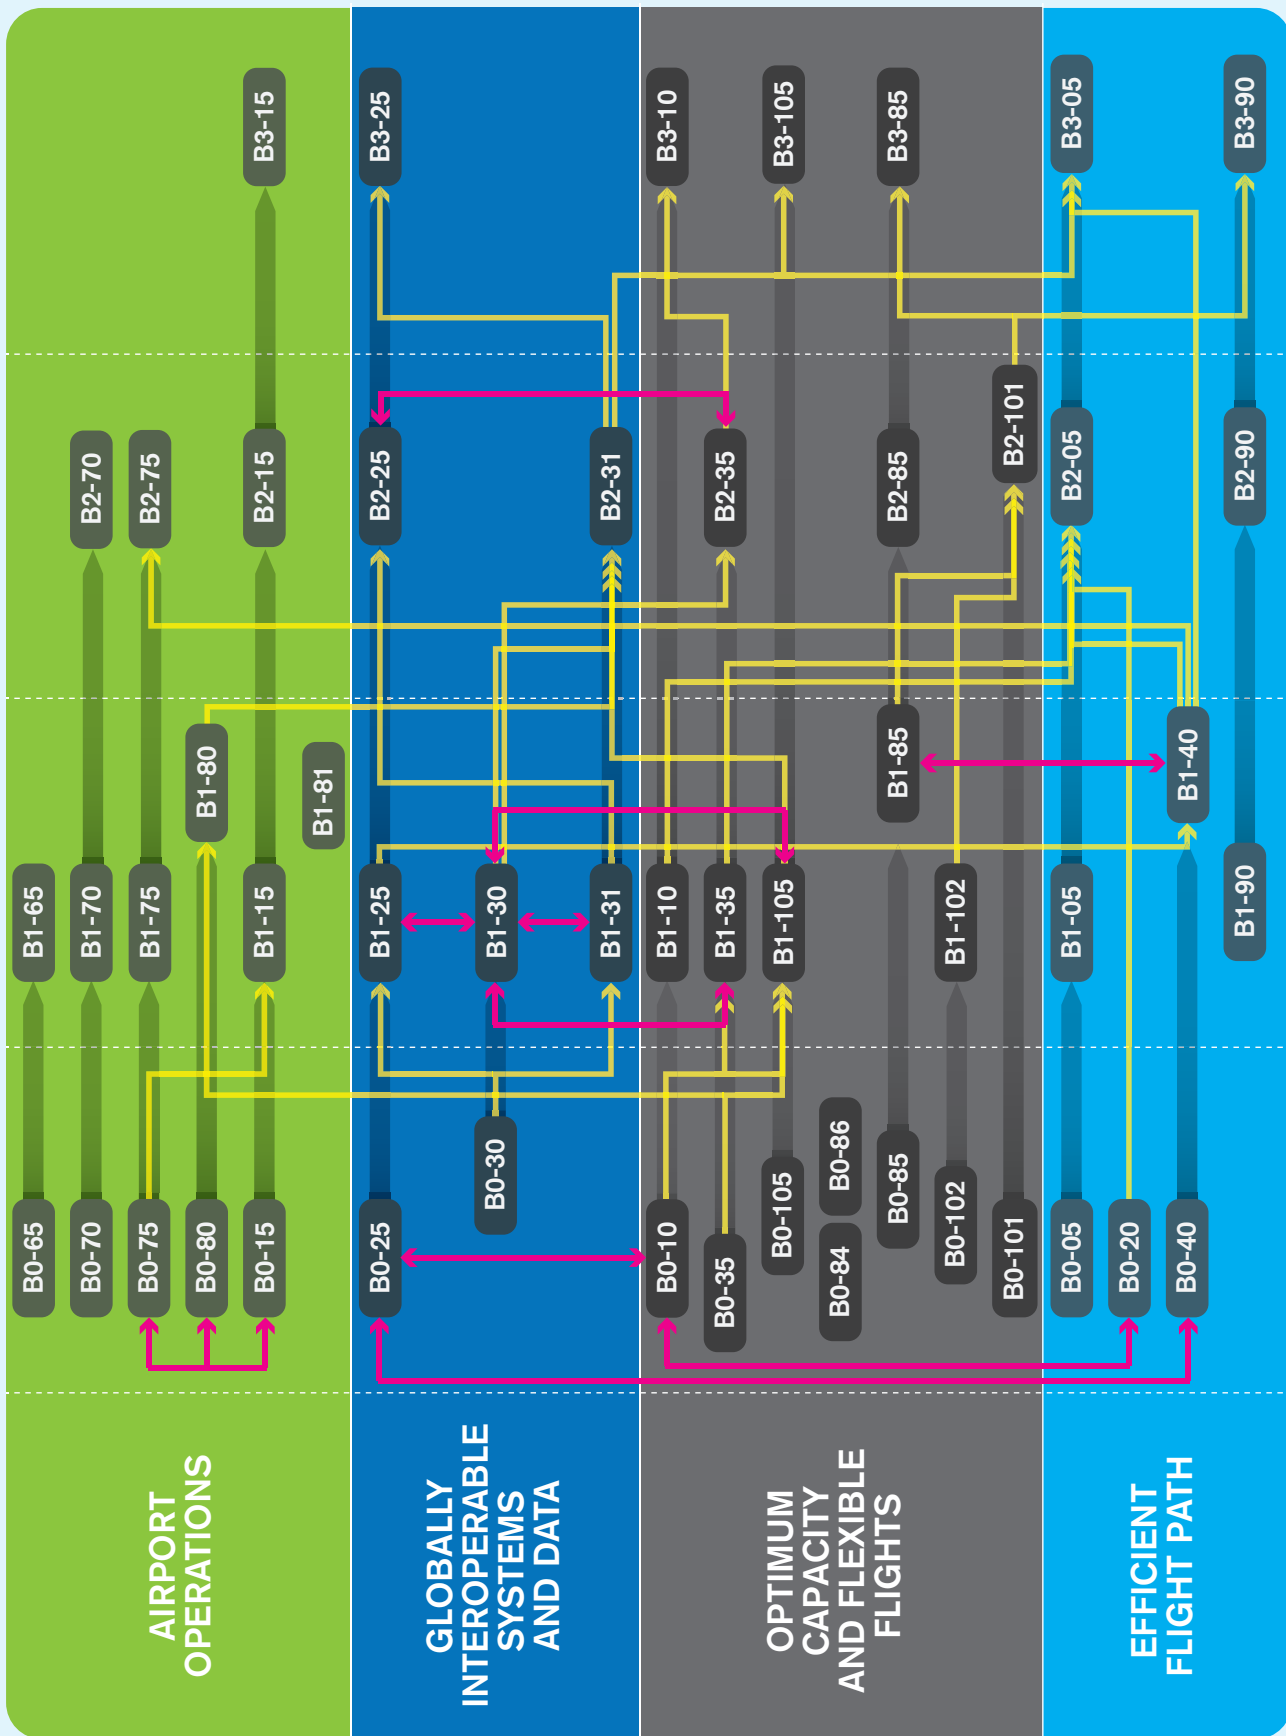 AIRPORT
OPERATIONS
B0-65
B1-65
B0-70
B1-70
B2-70
B0-75
B1-75
B2-75
B0-80
B1-80
B0-15
B1-15
B2-15
B3-15
B1-81
GLOBALLY
INTEROPERABLE
SYSTEMS
AND DATA
B0-25
B1-25
B2-25
B3-25
B0-30
B1-30
B1-31
B2-31
OPTIMUM
CAPACITY
AND FLEXIBLE
FLIGHTS
B0-10
B1-10
B3-10
B0-35
B1-35
B2-35
B0-105
B1-105
B3-105
B0-84
B0-86
B0-85
B1-85
B2-85
B3-85
B0-102
B1-102
B0-101
B2-101
EFFICIENT
FLIGHT PATH
B0-05
B1-05
B2-05
B3-05
B0-20
B0-40
B1-40
B1-90
B2-90
B3-90